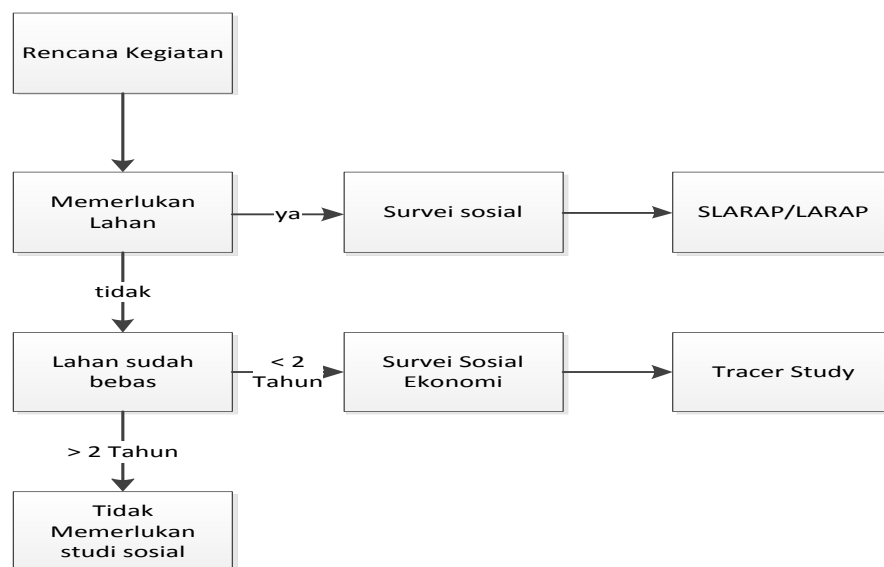 Rencana Kegiatan
Memerlukan
Lahan
ya
Survei sosial
SLARAP/LARAP
tidak
Lahan sudah
bebas
< 2
Tahun
Survei Sosial
Ekonomi
Tracer Study
> 2 Tahun
Tidak
Memerlukan
studi sosial